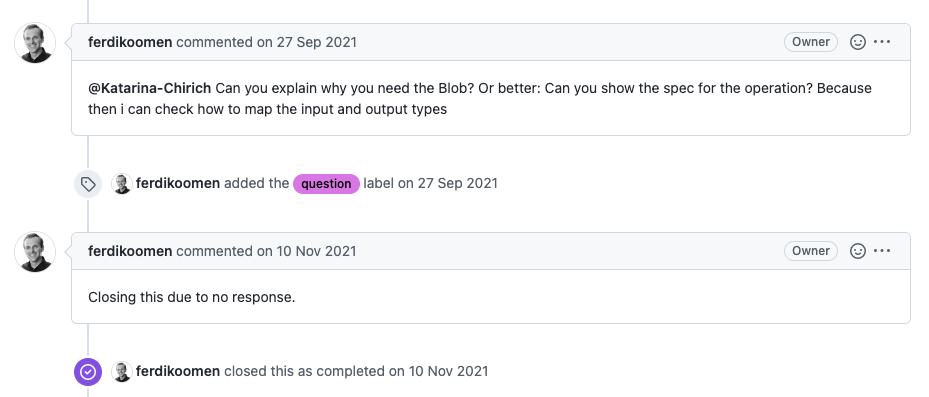 ferdikoomen commented on 27 Sep 2021 Owner
@Katarina-Chirich Can you explain why you need the Blob? Or better: Can you show the spec for the operation? Because
then i can check how to map the input and output types
ferdikoomen added the question label on 27 Sep 2021
ferdikoomen commented on 10 Nov 2021 Owner
Closing this due to no response.
ferdikoomen closed this as completed on 10 Nov 2021